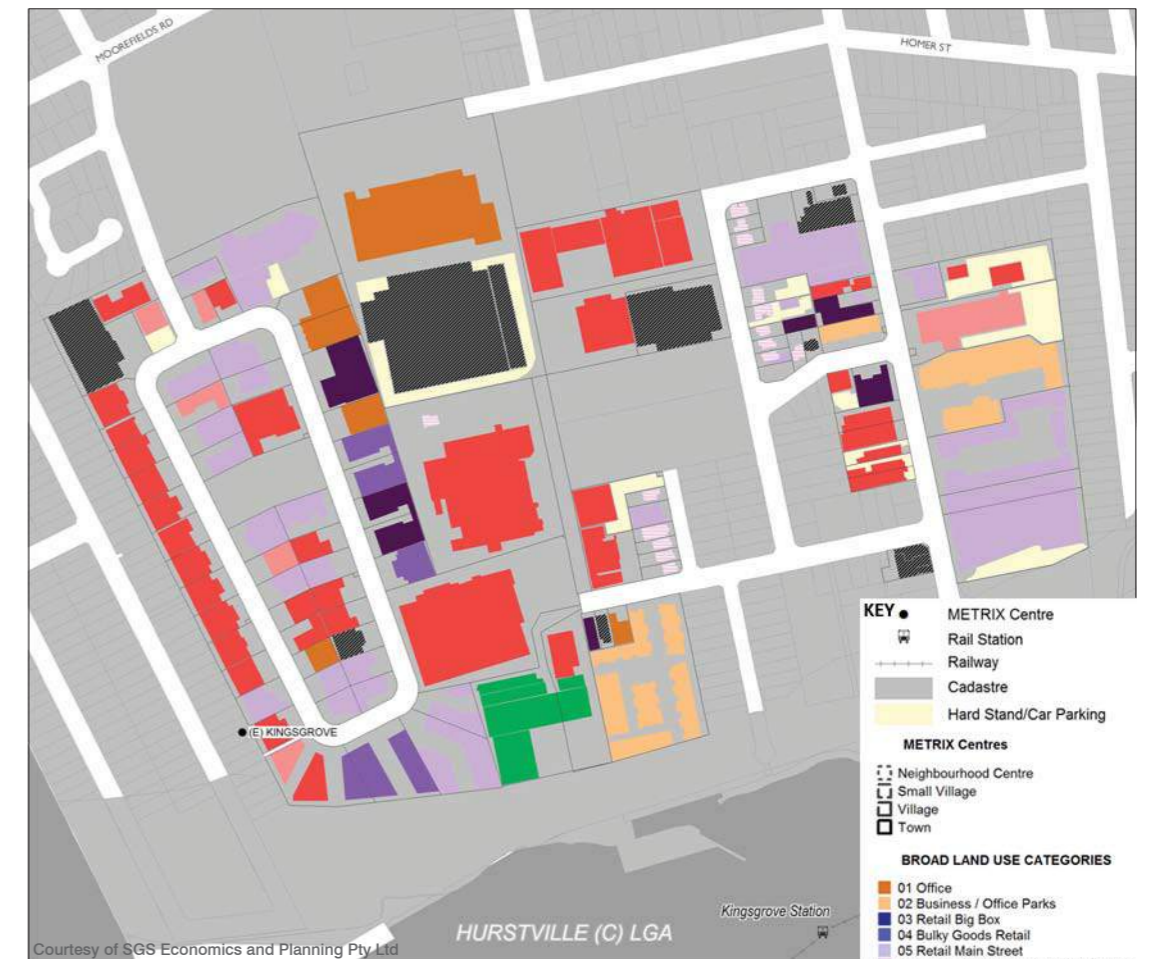 MOOREFIELDS RD
HOMER ST
(E) KINGSGROVE
KEY
METRIX Centre
Rail Station
Railway
Cadastre
Hard Stand/Car Parking
METRIX Centres
Neighbourhood Centre
Small Village
Village
Town
BROAD LAND USE CATEGORIES
01 Office
02 Business / Office Parks
03 Retail Big Box
04 Bulky Goods Retail
05 Retail Main Street
Kingsgrove Station
HURSTVILLE (C) LGA
Courtesy of SGS Economics and Planning Pty Ltd